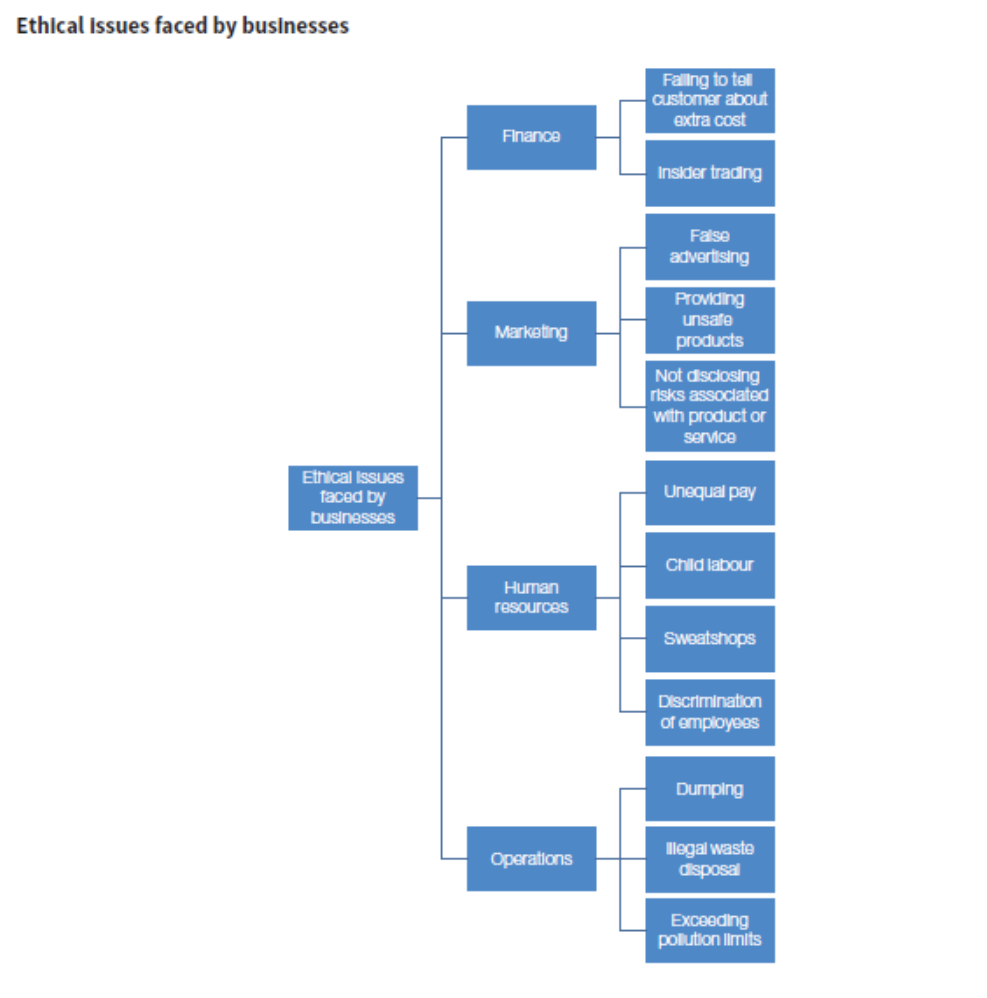 Ethical issues faced by businesses
Failing to tell
customer about
extra cost
Finance
Insider trading
False
advertising
Providing
unsafe
products
Marketing
Not disclosing
risks associated
with product or
service
Ethical issues
faced by
businesses
Unequal pay
Child labour
Human
resources
Sweatshops
Discrimination
of employees
Dumping
Operations
Illegal waste
disposal
Exceeding
pollution limits